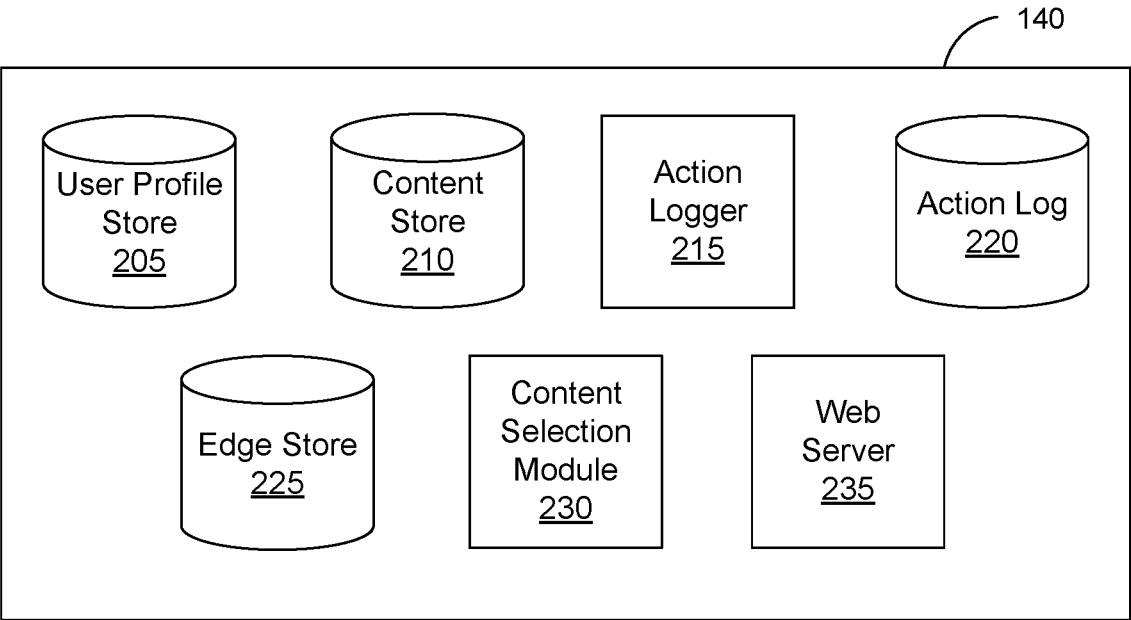 140
User Profile
Store
205
Content
Store
210
Action
Logger
215
Action Log
220
Edge Store
225
Content
Selection
Module
230
Web
Server
235